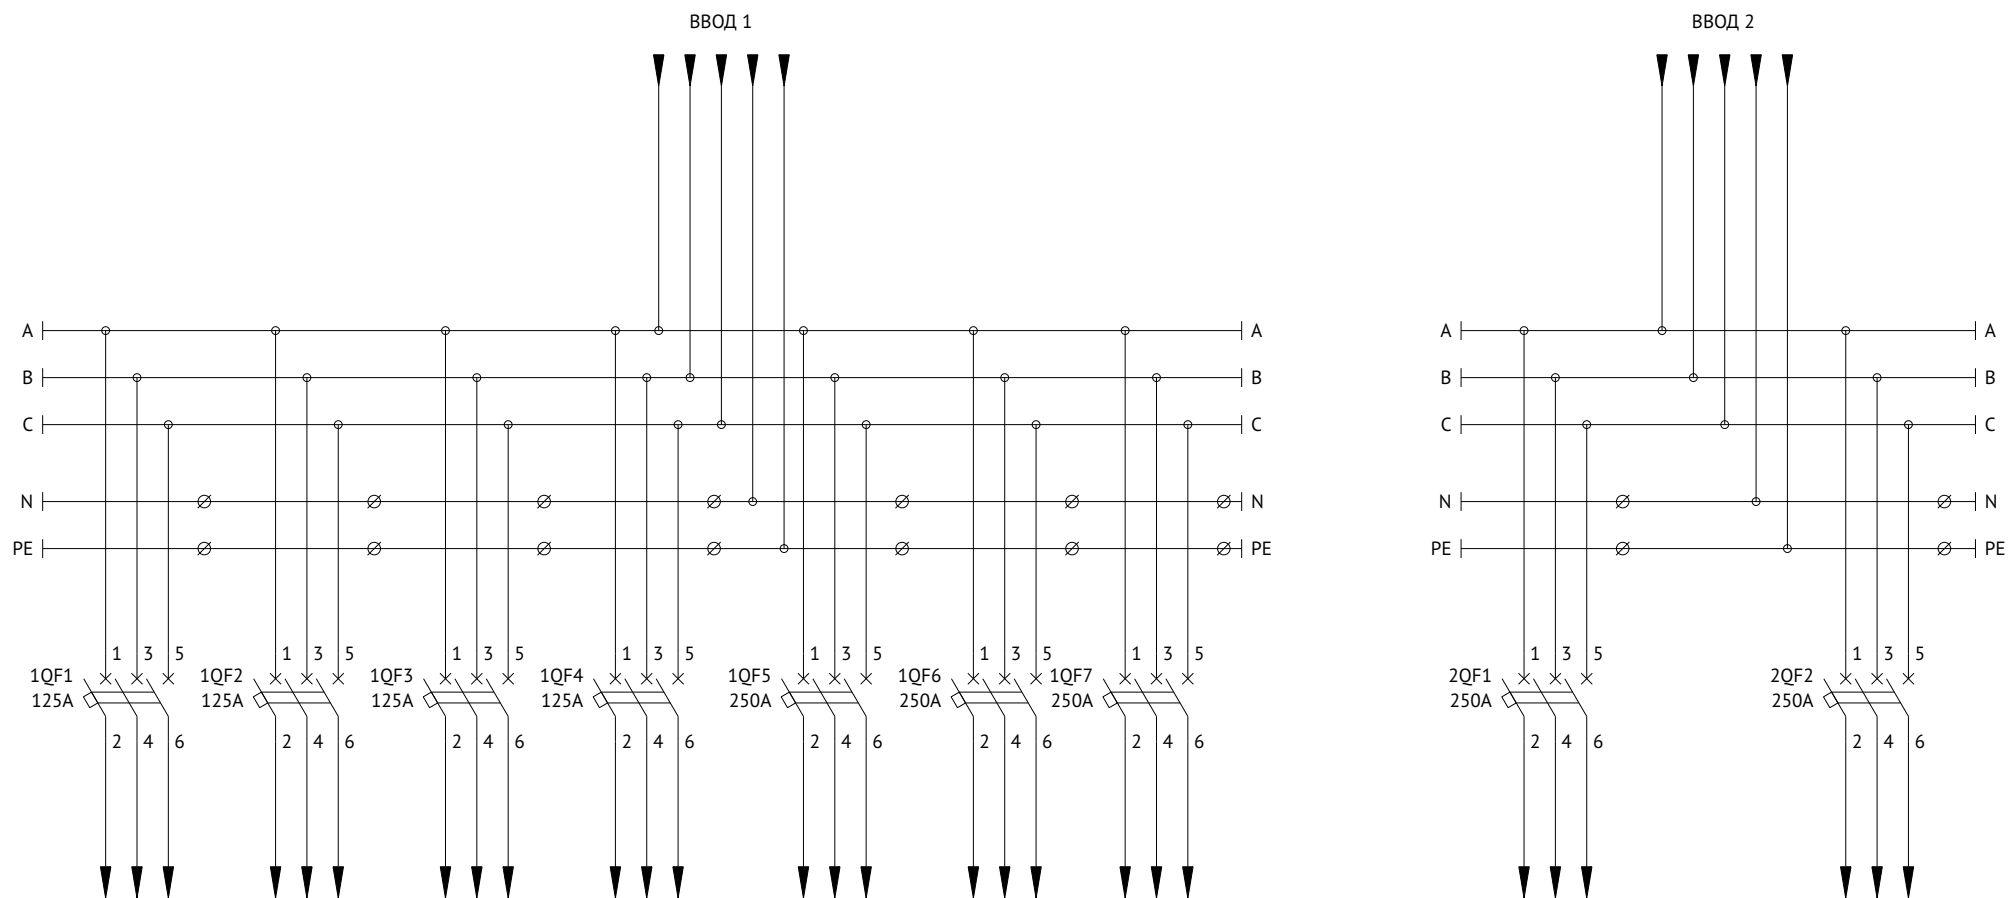 ВВОД 1
ВВОД 2
A A A A
B B B B
C C C C
N N N N
PE PE PE PE
1 3 5 1 3 5 1 3 5 1 3 5 1 3 5 1 3 5 1 3 5 1 3 5 1 3 5
1QF1 1QF2 1QF3 1QF4 1QF5 1QF6 1QF7 2QF1 2QF2
125A 125A 125A 125A 250A 250A 250A 250A 250A
2 4 6 2 4 6 2 4 6 2 4 6 2 4 6 2 4 6 2 4 6 2 4 6 2 4 6